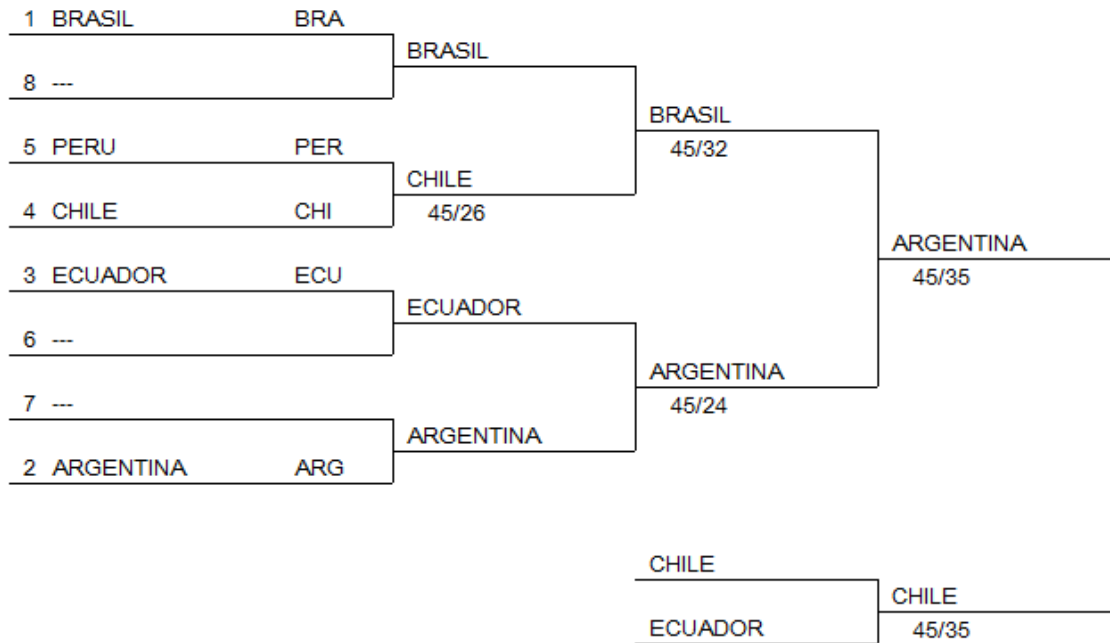 1 BRASIL BRA
BRASIL
8 ---
BRASIL
45/32
5 PERU PER
CHILE
45/26
4 CHILE CHI
ARGENTINA
45/35
3 ECUADOR ECU
ECUADOR
6 ---
ARGENTINA
45/24
7 ---
ARGENTINA
2 ARGENTINA ARG
CHILE
CHILE
45/35
ECUADOR